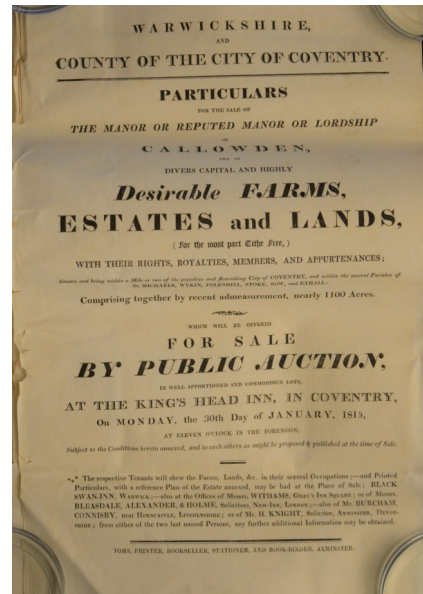 WARWICKSHIRE,
AND
COUNTY OF THE CITY OF COVENTRY.
PARTICULARS
FOR THE SALE OF
THE MANOR OR REPUTED MANOR OR LORDSHIP
OF
CALLOWDEN,
AND OF
DIVERS CAPITAL AND HIGHLY
Desirable FARMS,
ESTATES and LANDS,
(For the most part Tithe Free,)
WITH THEIR RIGHTS, ROYALTIES, MEMBERS, AND APPURTENANCES;
Situate and being within a Mile or two of the populous and flourishing City of COVENTRY, and within the several Parishes of
ST. MICHAELS, WYKIN, FOLESHILL, STOKE, SOW, and EXHALL:
Comprising together by recent admeasurement, nearly 1100 Acres.
WHICH WILL BE OFFERED
FOR SALE
BY PUBLIC AUCTION,
IN WELL APPORTIONED AND COMMODIOUS LOTS,
AT THE KING'S HEAD INN, IN COVENTRY,
On MONDAY, the 30th Day of JANUARY, 1815,
AT ELEVEN O'CLOCK IN THE FORENOON,
Subject to the Conditions hereto annexed, and to such others as might be proposed & published at the time of Sale.
*** The respective Tenants will shew the Farms, Lands, &c. in their several Occupations;—and Printed
Particulars, with a reference Plan of the Estate annexed, may be had at the Place of Sale; BLACK
SWAN-INN, WARWICK;—also at the Offices of Messrs. WITHAMS, GRAY'S INN SQUARE; or of Messrs.
BLEASDALE, ALEXANDER, & HOLME, Solicitors, NEW-INN, LONDON;—also of Mr. BURCHAM,
CONNISBY, near HORNCASTLE, LINCOLNSHIRE; or of Mr. H. KNIGHT, Solicitor, AXMINSTER, DEVON-
SHIRE; from either of the two last named Persons, any further additional Information may be obtained.
TOMS, PRINTER, BOOKSELLER, STATIONER, AND BOOK-BINDER, AXMINSTER.